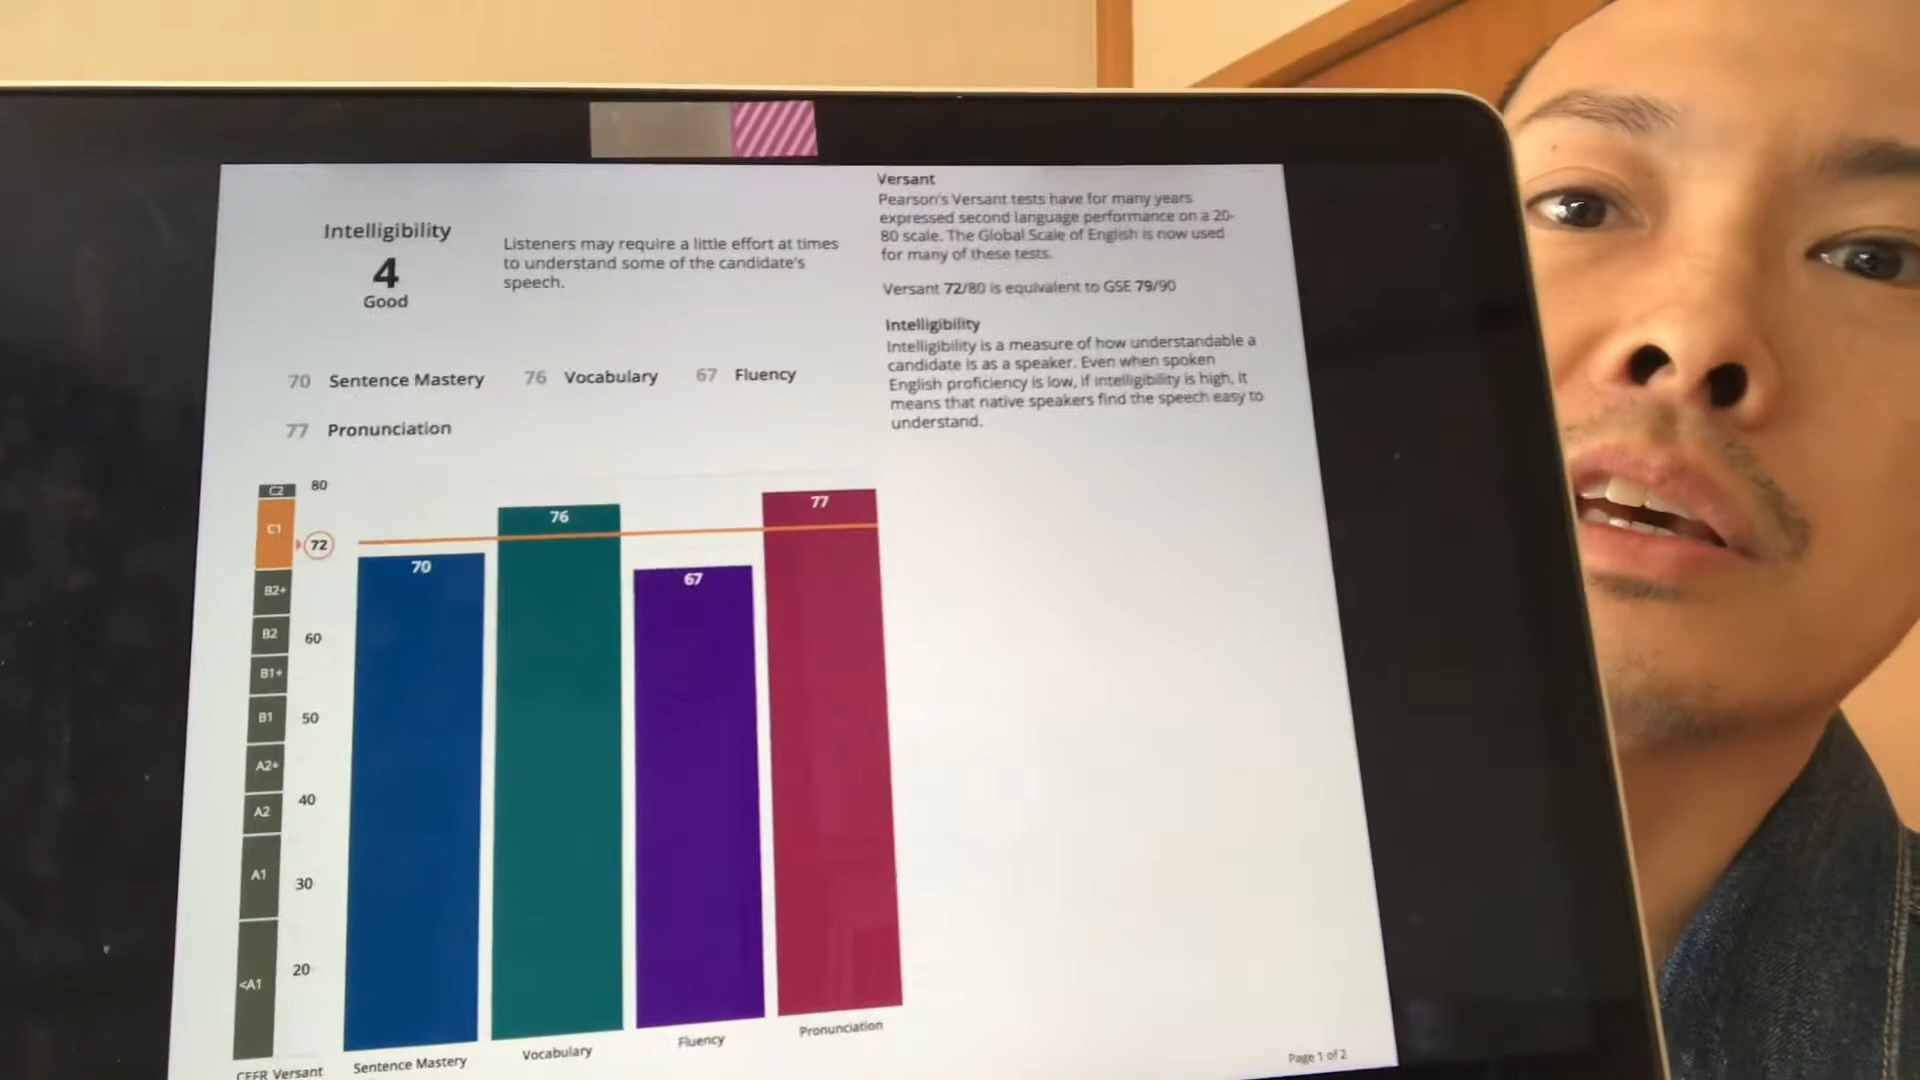 Intelligibility
4
Good
Listeners may require a little effort at times
to understand some of the candidate's
speech.
70 Sentence Mastery 76 Vocabulary 67 Fluency
77 Pronunciation
Versant
Pearson's Versant tests have for many years
expressed second language performance on a 20-
80 scale. The Global Scale of English is now used
for many of these tests.
Versant 72/80 is equivalent to GSE 79/90
Intelligibility
Intelligibility is a measure of how understandable a
candidate is as a speaker. Even when spoken
English proficiency is low, if intelligibility is high, it
means that native speakers find the speech easy to
understand.
C2 80
C1
72
B2+
B2 60
B1+
B1 50
A2+
A2 40
A1 30
<A1 20
70
76
67
77
CEFR Versant
Sentence Mastery
Vocabulary
Fluency
Pronunciation
Page 1 of 2